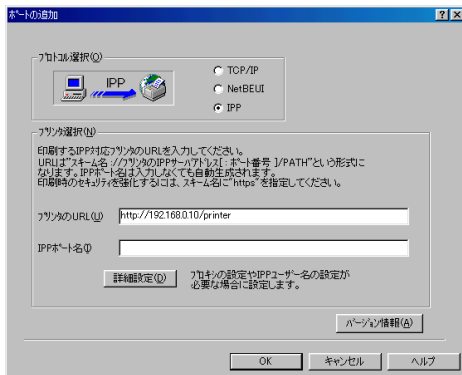 ポートの追加
プロトコル選択(O)
IPP
TCP/IP
NetBEUI
IPP
プリンタ選択(N)
印刷するIPP対応プリンタのURLを入力してください。
URLは"スキーム名://プリンタのIPPサーバアドレス[:ポート番号]/PATH"という形式に
なります。IPPポート名は入力しなくても自動生成されます。
印刷時のセキュリティを強化するには、スキーム名に"https"を指定してください。
プリンタのURL(U) http://192.168.0.10/printer
IPPポート名(I)
詳細設定(D)
プロキシの設定やIPPユーザー名の設定が
必要な場合に設定します。
バージョン情報(A)
OK キャンセル ヘルプ